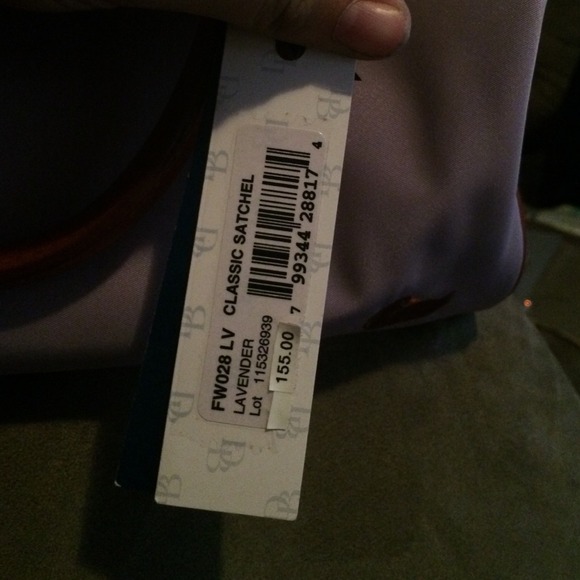 FW028 LV CLASSIC SATCHEL
LAVENDER
Lot 115326939
155.00
7 99344 28817 4